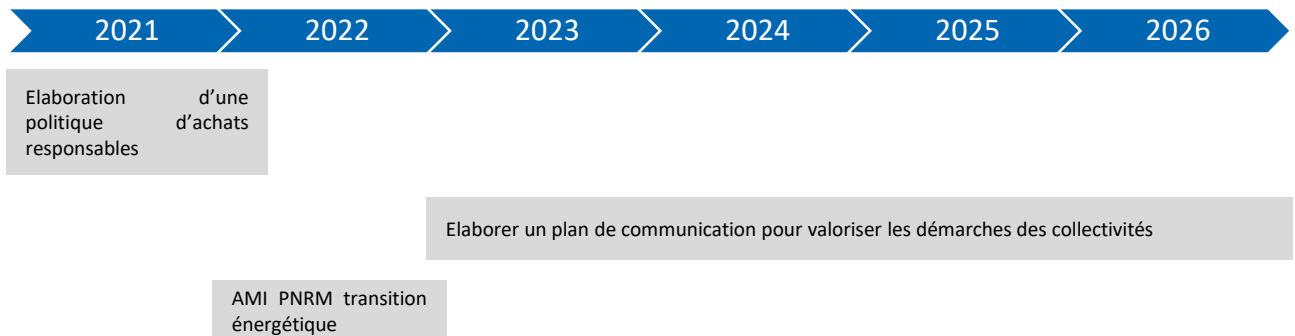 2021 2022 2023 2024 2025 2026
Elaboration d’une
politique d’achats
responsables
Elaborer un plan de communication pour valoriser les démarches des collectivités
AMI PNRM transition
énergétique